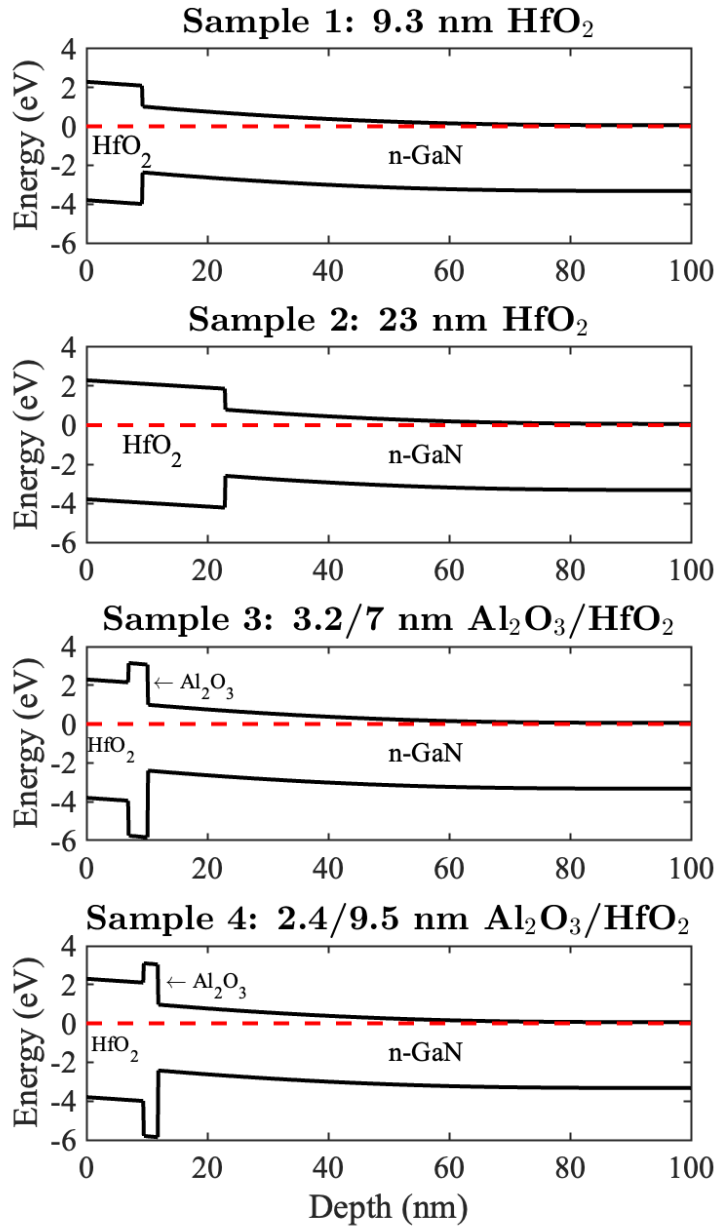 Sample 1: 9.3 nm HfO₂
Energy (eV)
4
2
0
-2
-4
-6
HfO₂
n-GaN
0 20 40 60 80 100
Sample 2: 23 nm HfO₂
Energy (eV)
4
2
0
-2
-4
-6
HfO₂
n-GaN
0 20 40 60 80 100
Sample 3: 3.2/7 nm Al₂O₃/HfO₂
Energy (eV)
4
2
0
-2
-4
-6
← Al₂O₃
HfO₂
n-GaN
0 20 40 60 80 100
Sample 4: 2.4/9.5 nm Al₂O₃/HfO₂
Energy (eV)
4
2
0
-2
-4
-6
← Al₂O₃
HfO₂
n-GaN
0 20 40 60 80 100
Depth (nm)